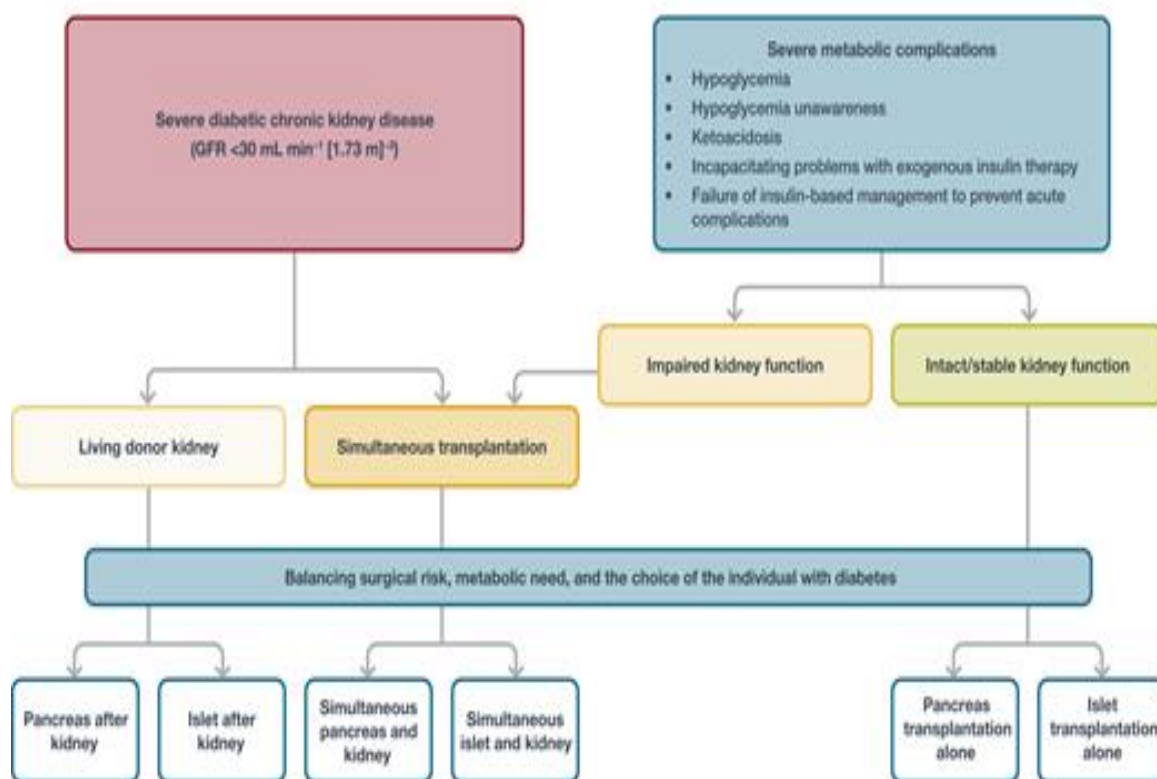 Severe diabetic chronic kidney disease
(GFR <30 mL min⁻¹ [1.73 m]⁻²)
Severe metabolic complications
• Hypoglycemia
• Hypoglycemia unawareness
• Ketoacidosis
• Incapacitating problems with exogenous insulin therapy
• Failure of insulin-based management to prevent acute
complications
Impaired kidney function
Intact/stable kidney function
Living donor kidney
Simultaneous transplantation
Balancing surgical risk, metabolic need, and the choice of the individual with diabetes
Pancreas after
kidney
Islet after
kidney
Simultaneous
pancreas and
kidney
Simultaneous
islet and kidney
Pancreas
transplantation
alone
Islet
transplantation
alone